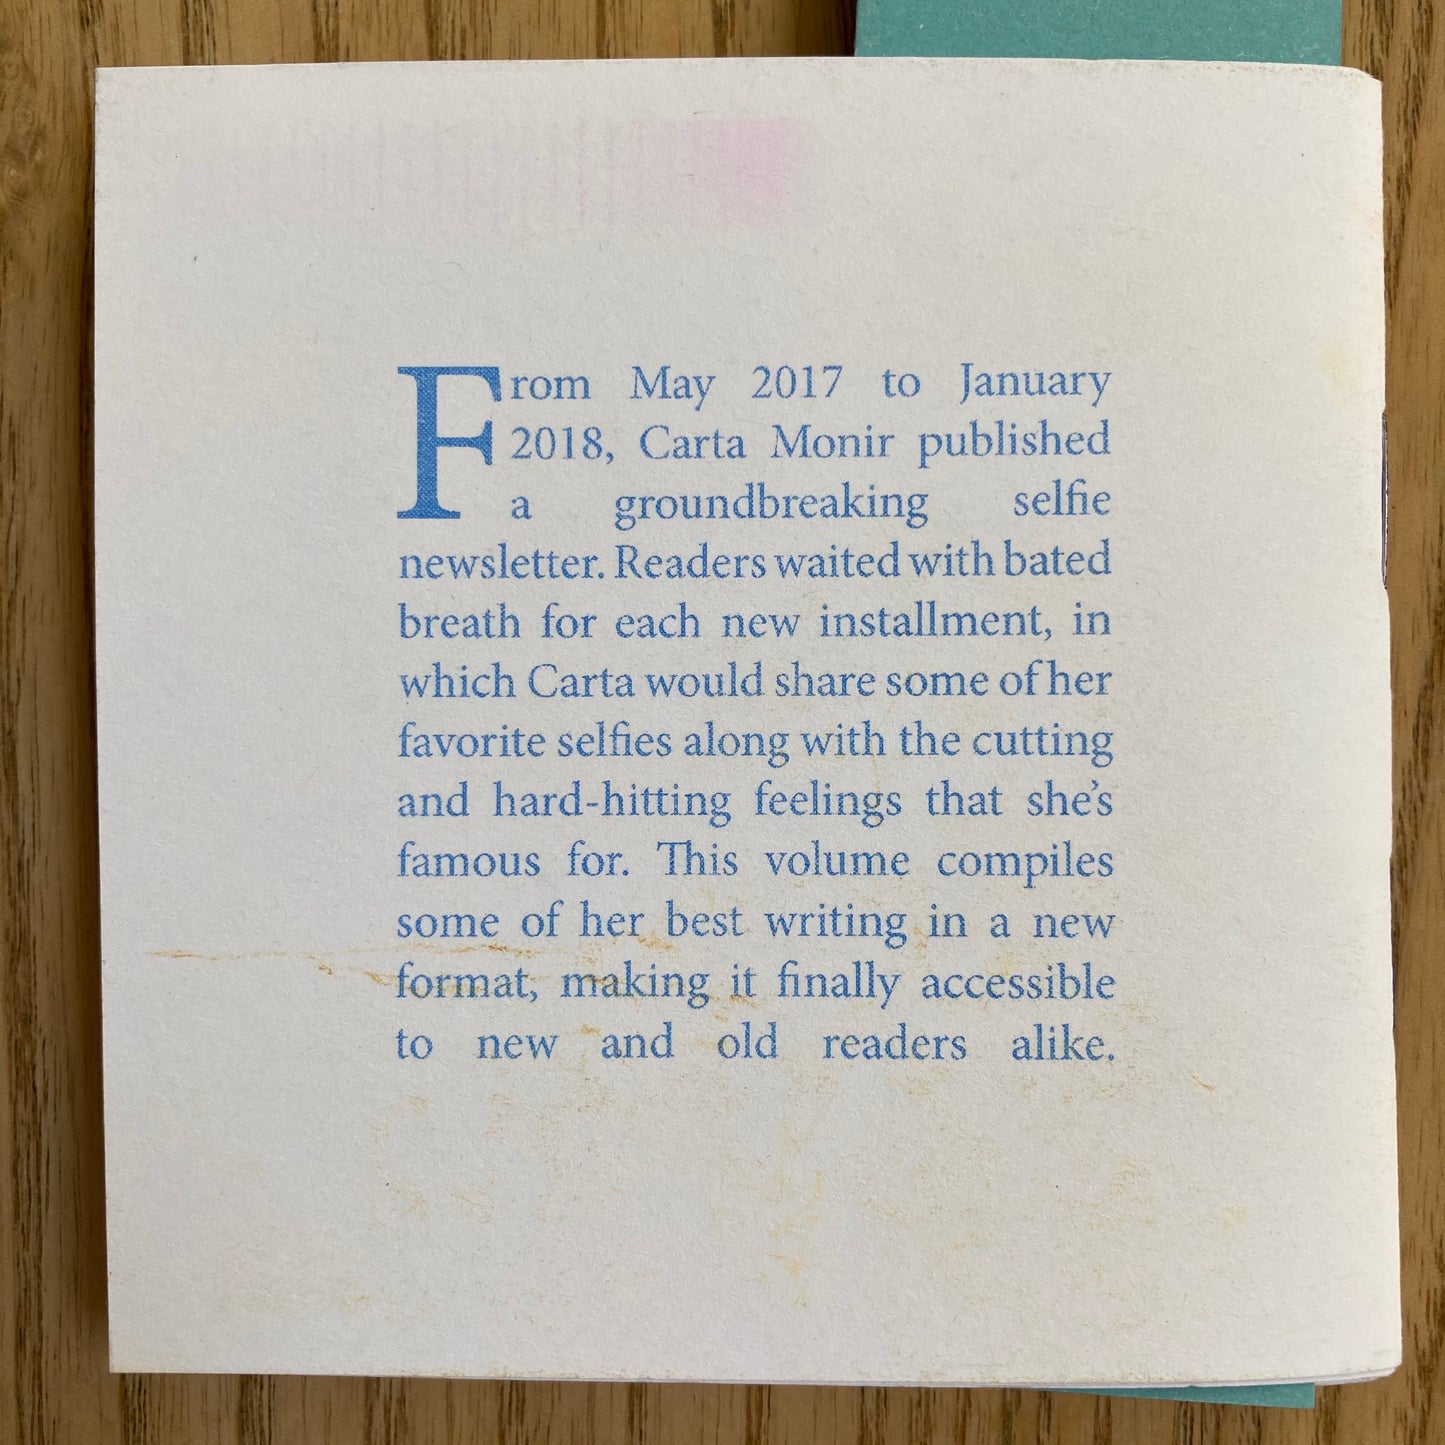 From May 2017 to January
2018, Carta Monir published
a groundbreaking selfie
newsletter. Readers waited with bated
breath for each new installment, in
which Carta would share some of her
favorite selfies along with the cutting
and hard-hitting feelings that she's
famous for. This volume compiles
some of her best writing in a new
format, making it finally accessible
to new and old readers alike.